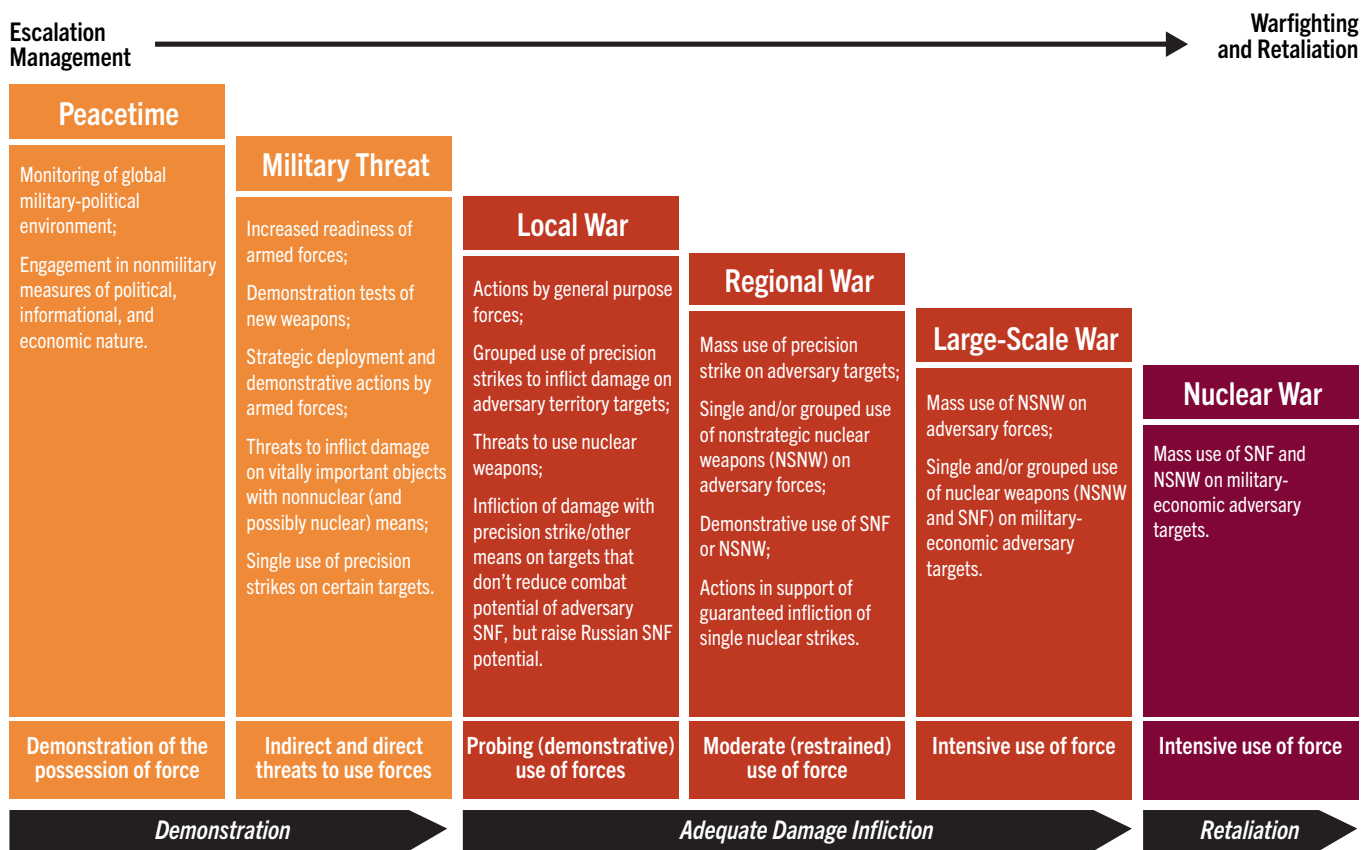 Escalation
Management
Warfighting
and Retaliation
Peacetime
Monitoring of global
military-political
environment;
Engagement in nonmilitary
measures of political,
informational, and
economic nature.
Demonstration of the
possession of force
Military Threat
Increased readiness of
armed forces;
Demonstration tests of
new weapons;
Strategic deployment and
demonstrative actions by
armed forces;
Threats to inflict damage
on vitally important objects
with nonnuclear (and
possibly nuclear) means;
Single use of precision
strikes on certain targets.
Indirect and direct
threats to use forces
Local War
Actions by general purpose
forces;
Grouped use of precision
strikes to inflict damage on
adversary territory targets;
Threats to use nuclear
weapons;
Infliction of damage with
precision strike/other
means on targets that
don’t reduce combat
potential of adversary
SNF, but raise Russian SNF
potential.
Probing (demonstrative)
use of forces
Regional War
Mass use of precision
strike on adversary targets;
Single and/or grouped use
of nonstrategic nuclear
weapons (NSNW) on
adversary forces;
Demonstrative use of SNF
or NSNW;
Actions in support of
guaranteed infliction of
single nuclear strikes.
Moderate (restrained)
use of force
Large-Scale War
Mass use of NSNW on
adversary forces;
Single and/or grouped use
of nuclear weapons (NSNW
and SNF) on military-
economic adversary
targets.
Intensive use of force
Nuclear War
Mass use of SNF and
NSNW on military-
economic adversary
targets.
Intensive use of force
Demonstration
Adequate Damage Infliction
Retaliation